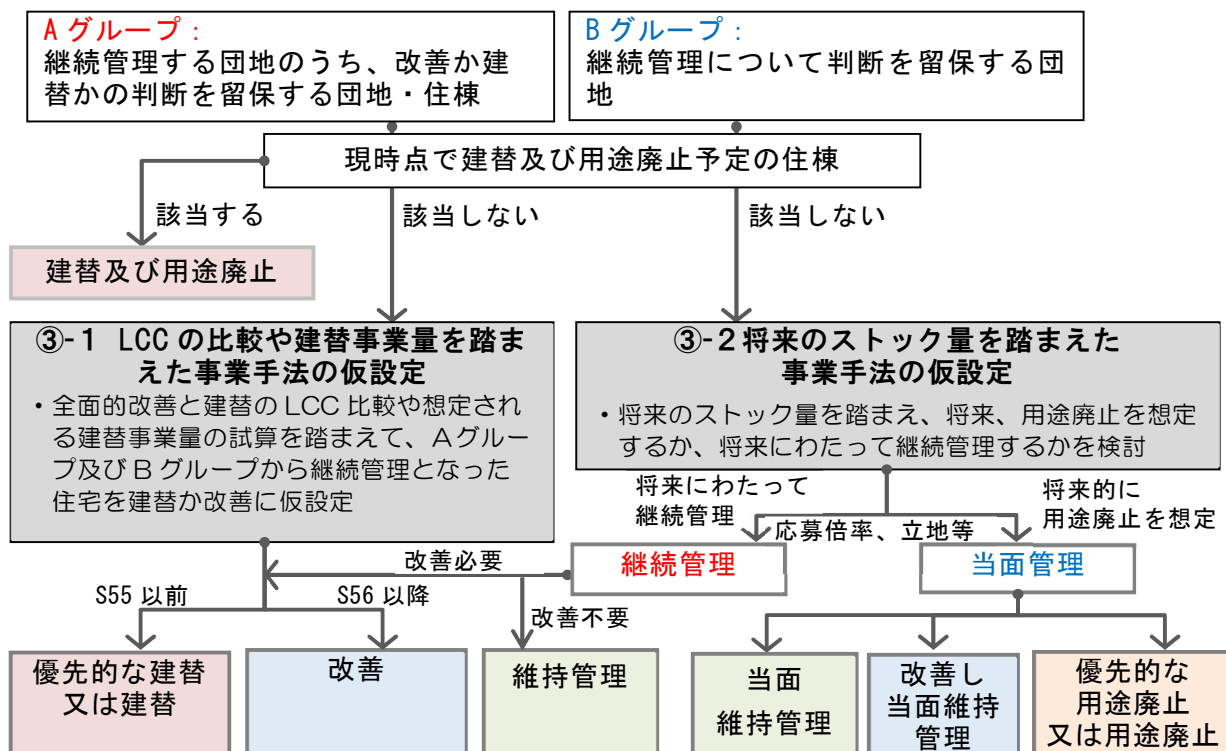 Aグループ：
継続管理する団地のうち、改善か建
替かの判断を留保する団地・住棟
Bグループ：
継続管理について判断を留保する団
地
現時点で建替及び用途廃止予定の住棟
該当する
該当しない
該当しない
建替及び用途廃止
③-1 LCCの比較や建替事業量を踏ま
えた事業手法の仮設定
・全面的改善と建替のLCC比較や想定され
る建替事業量の試算を踏まえて、Aグルー
プ及びBグループから継続管理となった
住宅を建替か改善に仮設定
③-2将来のストック量を踏まえた
事業手法の仮設定
・将来のストック量を踏まえ、将来、用途廃止を想定
するか、将来にわたって継続管理するかを検討
将来にわたって
継続管理
応募倍率、立地等
将来的に
用途廃止を想定
改善必要
継続管理
当面管理
S55以前
S56以降
改善不要
優先的な建替
又は建替
改善
維持管理
当面
維持管理
改善し
当面維持
管理
優先的な
用途廃止
又は用途廃止